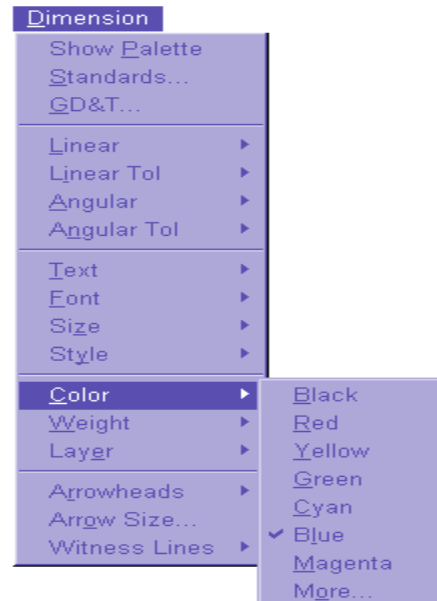 Dimension
Show Palette
Standards...
GD&T...
Linear
Linear Tol
Angular
Angular Tol
Text
Font
Size
Style
Color
Weight
Layer
Arrowheads
Arrow Size...
Witness Lines
Black
Red
Yellow
Green
Cyan
Blue
Magenta
More...